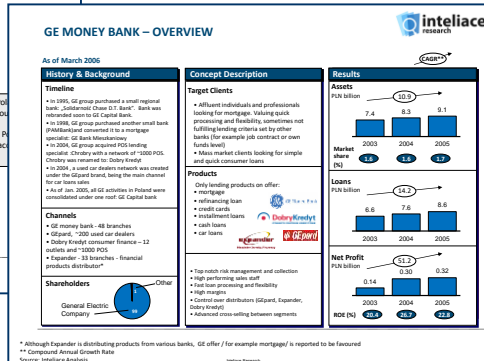 GE MONEY BANK – OVERVIEW
inteliace
research
As of March 2006
CAGR**
History & Background
Timeline
• In 1995, GE group purchased a small regional
bank: „Solidarność Chase D.T. Bank". Bank was
rebranded soon to GE Capital Bank.
• In 1998, GE group purchased another small bank
(PAMBank)and converted it to a mortgage
specialist: GE Bank Mieszkaniowy
• In 2004, GE group acquired POS lending
specialist :Chrobry with a network of ~1000 POS.
Chrobry was renamed to: Dobry Kredyt
• In 2004 , a used car dealers network was created
under the GEpard brand, being the main channel
for car loans sales
• As of Jan. 2005, all GE activities in Poland were
consolidated under one roof: GE Capital bank
Channels
• GE money bank - 48 branches
• GEpard, ~200 used car dealers
• Dobry Kredyt consumer finance – 12
outlets and ~1000 POS
• Expander - 33 branches - financial
products distributor*
Shareholders
Other
General Electric
Company
99
Concept Description
Target Clients
• Affluent individuals and professionals
looking for mortgage. Valuing quick
processing and flexibility, sometimes not
fulfilling lending criteria set by other
banks (for example job contract or own
funds limits)
• Mass market clients looking for simple
and quick consumer loans
Products
Only lending products on offer:
• mortgage
• refinancing loan
• credit cards
• installment loans
• cash loans
• car loans
GE Money Bank
DobryKredyt
expander
GEpard
• Top notch risk management and collection
• High performing sales staff
• Fast loan processing and flexibility
• High margins
• Control over distributors (GEpard, Expander,
Dobry Kredyt)
• Advanced cross-selling between segments
Results
Assets
PLN billion
10.9
7.4 8.3 9.1
2003 2004 2005
Market
share
(%)
1.6 1.6 1.7
Loans
PLN billion
14.2
6.6 7.6 8.6
2003 2004 2005
Net Profit
PLN billion
51.2
0.14 0.30 0.32
2003 2004 2005
ROE (%) 20.4 26.7 22.8
* Although Expander is distributing products from various banks, GE offer / for example mortgage/ is reported to be favoured
** Compound Annual Growth Rate
Source: Inteliace Analysis
Inteliace Research